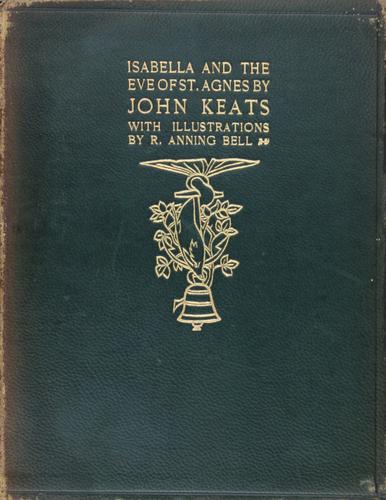 ISABELLA AND THE
EVE OF ST. AGNES BY
JOHN KEATS
WITH ILLUSTRATIONS
BY R. ANNING BELL